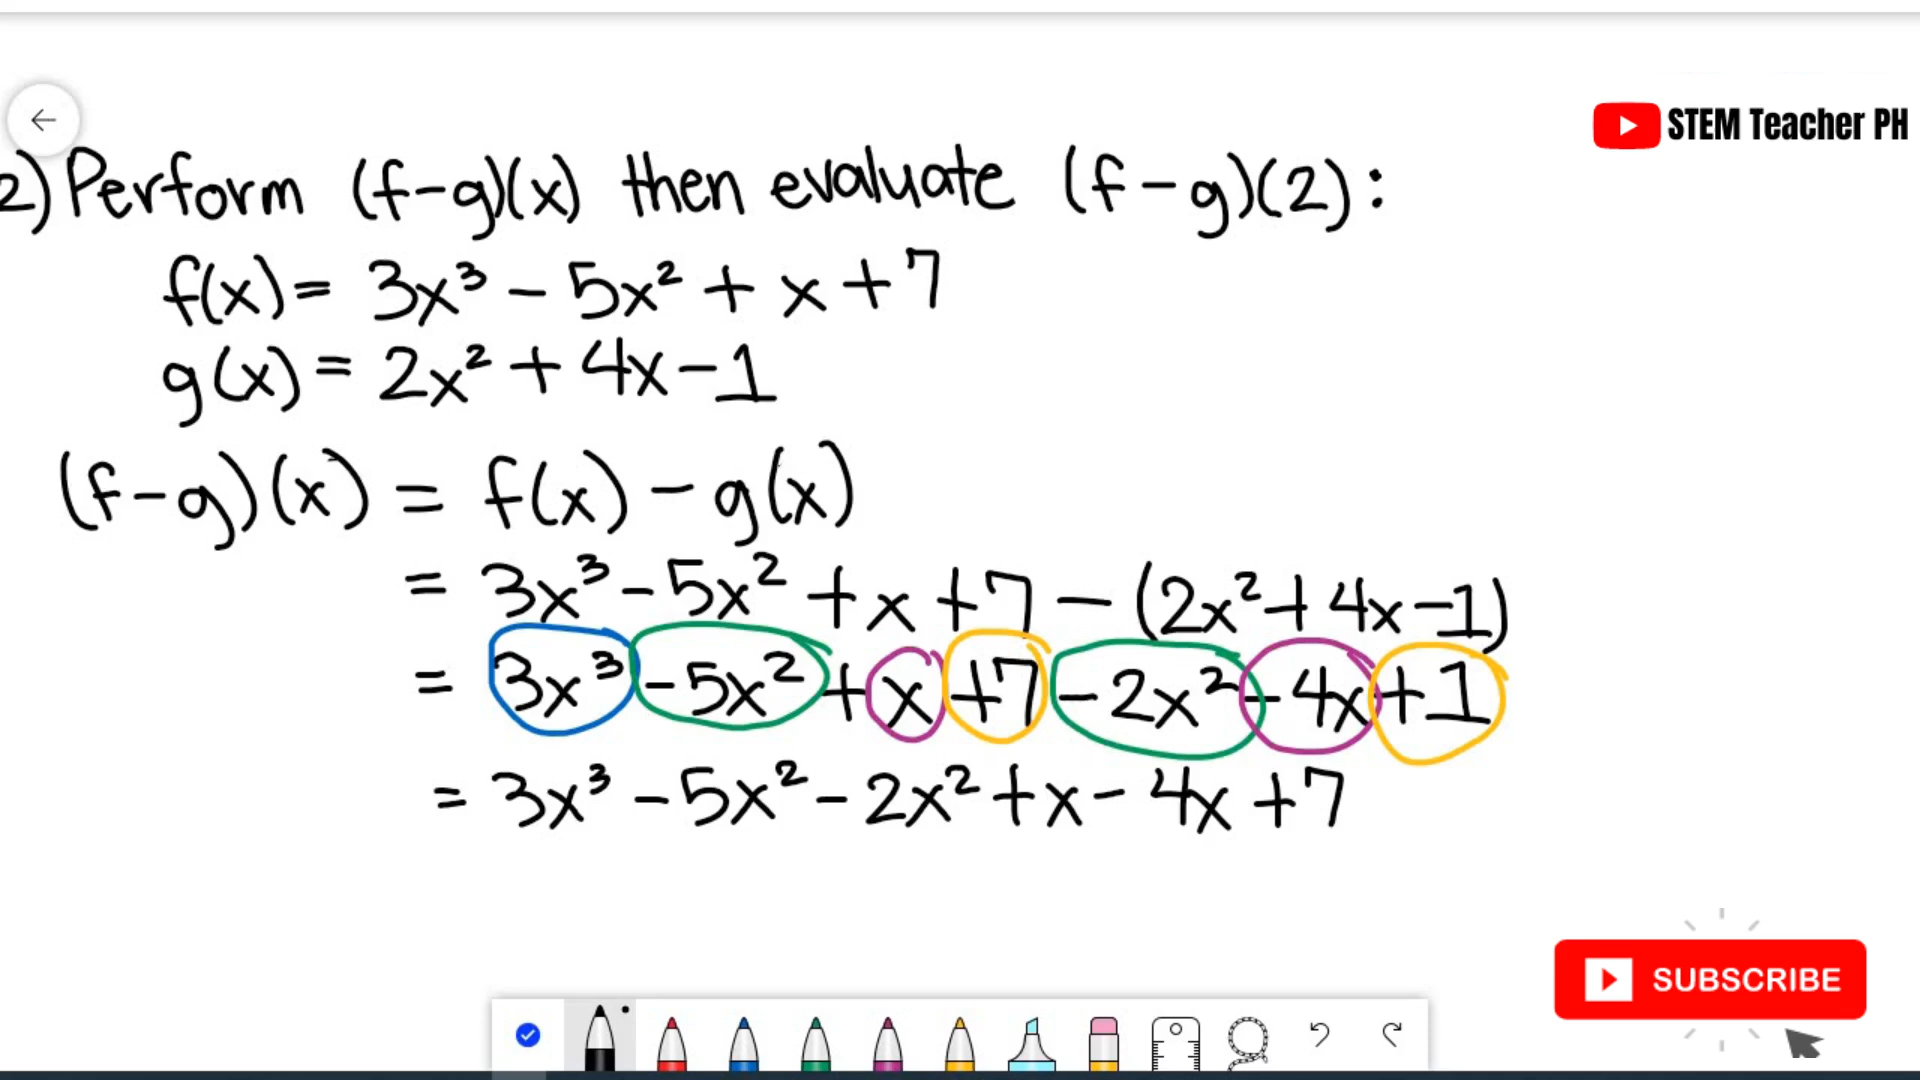 STEM Teacher PH
2) Perform (f-g)(x) then evaluate (f-g)(2):
f(x) = 3x³ - 5x² + x + 7
g(x) = 2x² + 4x - 1
(f-g)(x) = f(x) - g(x)
= 3x³ - 5x² + x + 7 - (2x² + 4x - 1)
= 3x³ - 5x² + x + 7 - 2x² - 4x + 1
= 3x³ - 5x² - 2x² + x - 4x + 7
SUBSCRIBE